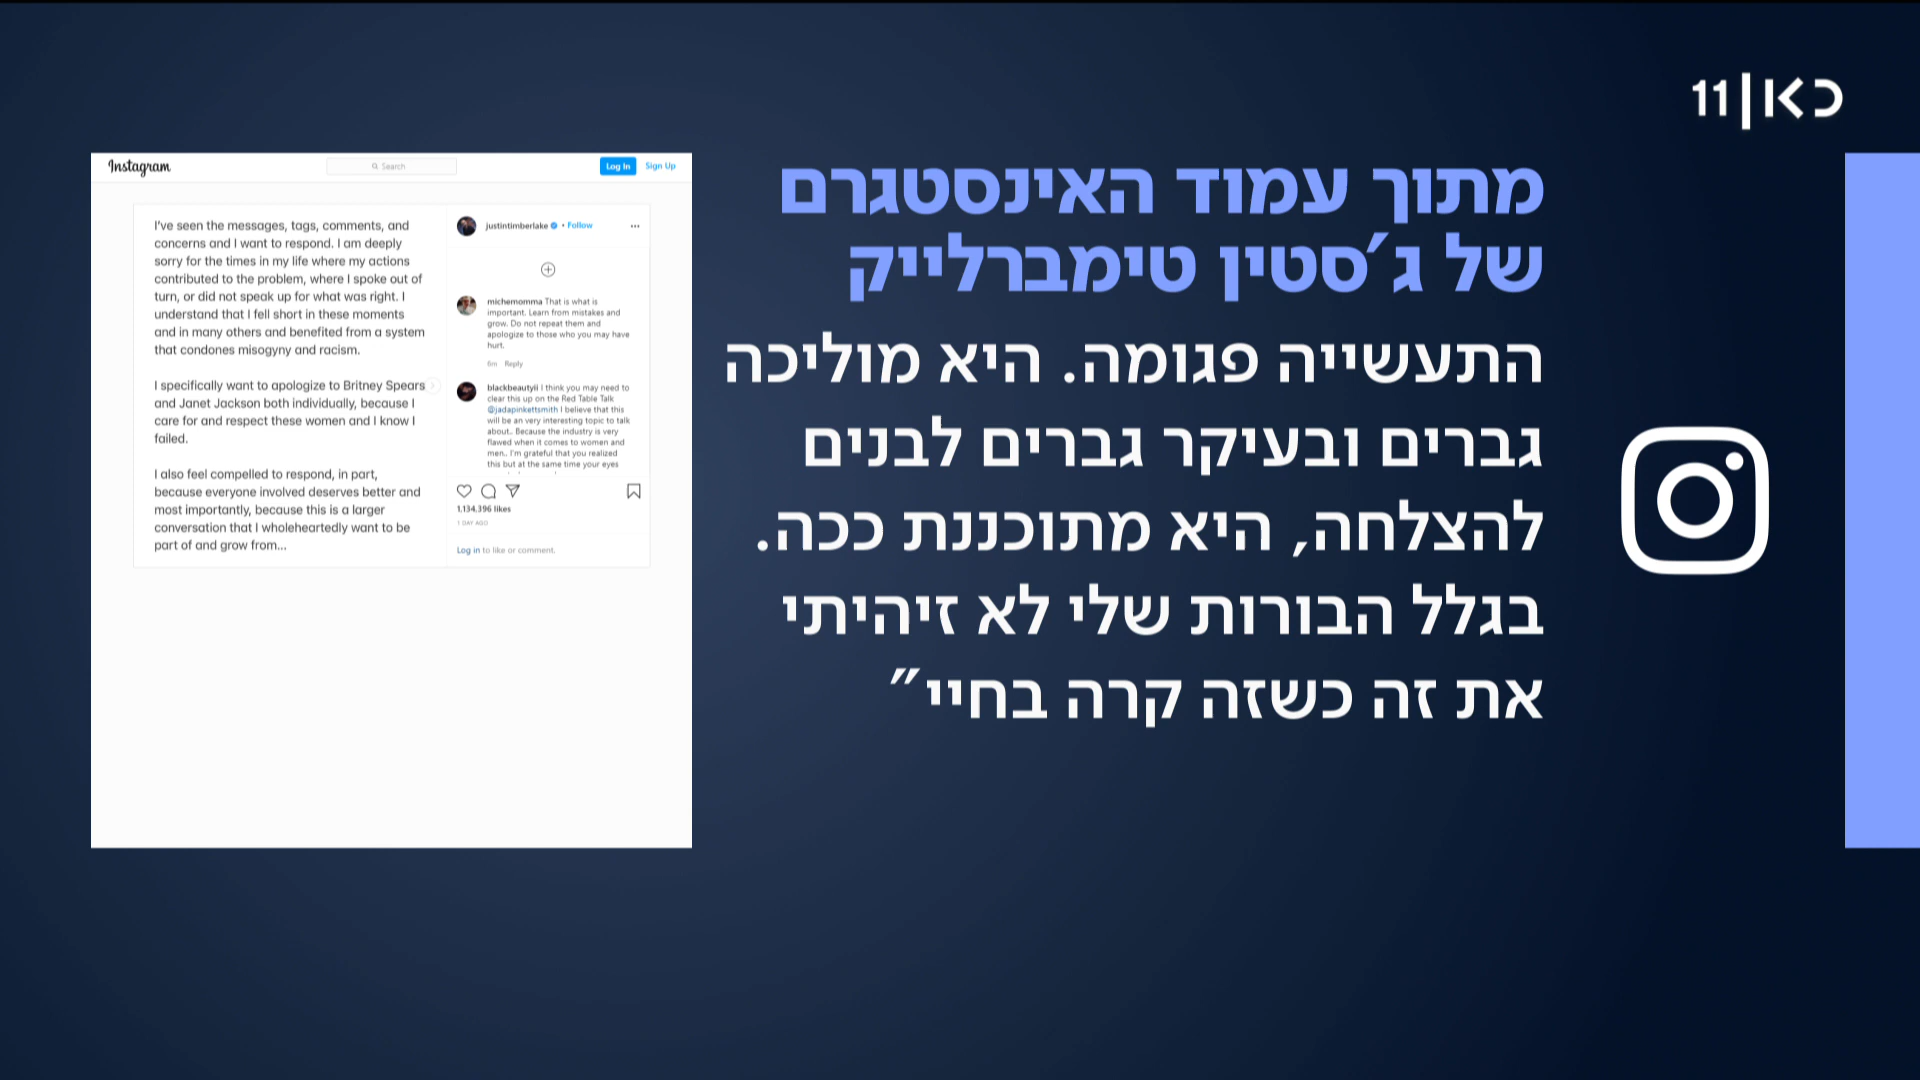 כאן|11
מתוך עמוד האינסטגרם
של ג׳סטין טימברלייק
התעשייה פגומה. היא מוליכה
גברים ובעיקר גברים לבנים
להצלחה, היא מתוכננת ככה.
בגלל הבורות שלי לא זיהיתי
את זה כשזה קרה בחיי״
Instagram
Search
Log In
Sign Up
I've seen the messages, tags, comments, and
concerns and I want to respond. I am deeply
sorry for the times in my life where my actions
contributed to the problem, where I spoke out of
turn, or did not speak up for what was right. I
understand that I fell short in these moments
and in many others and benefited from a system
that condones misogyny and racism.
I specifically want to apologize to Britney Spears
and Janet Jackson both individually, because I
care for and respect these women and I know I
failed.
I also feel compelled to respond, in part,
because everyone involved deserves better and
most importantly, because this is a larger
conversation that I wholeheartedly want to be
part of and grow from...
justintimberlake • Follow
michemomma That is what is
important. Learn from mistakes and
grow. Do not repeat them and
apologize to those who you may have
hurt.
6m Reply
blackbeautyii I think you may need to
clear this up on the Red Table Talk
@jadapinkettsmith I believe that this
will be an very interesting topic to talk
about.. Because the industry is very
flawed when it comes to women and
men.. I'm grateful that you realized
this but at the same time your eyes
1,134,396 likes
1 DAY AGO
Log in to like or comment.